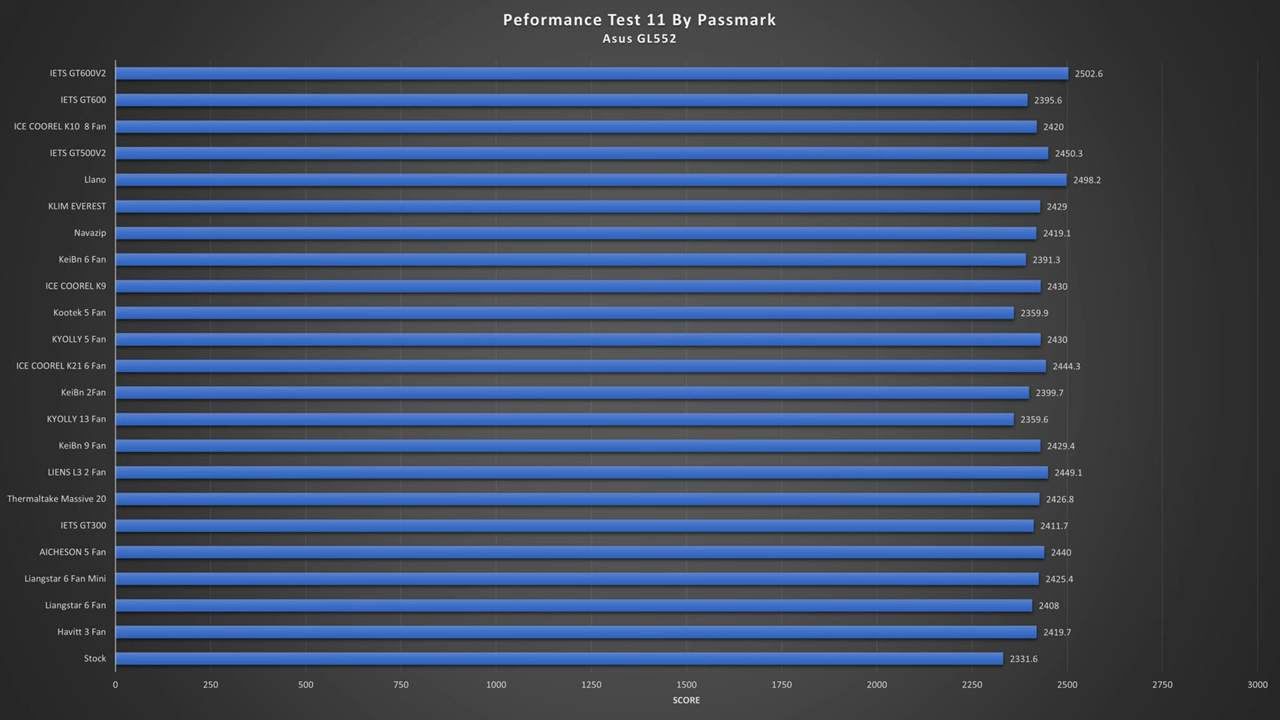 Peformance Test 11 By Passmark
Asus GL552
IETS GT600V2 2502.6
IETS GT600 2395.6
ICE COOREL K10  8 Fan 2420
IETS GT500V2 2450.3
Llano 2498.2
KLIM EVEREST 2429
Navazip 2419.1
KeiBn 6 Fan 2391.3
ICE COOREL K9 2430
Kootek 5 Fan 2359.9
KYOLLY 5 Fan 2430
ICE COOREL K21 6 Fan 2444.3
KeiBn 2Fan 2399.7
KYOLLY 13 Fan 2359.6
KeiBn 9 Fan 2429.4
LIENS L3 2 Fan 2449.1
Thermaltake Massive 20 2426.8
IETS GT300 2411.7
AICHESON 5 Fan 2440
Liangstar 6 Fan Mini 2425.4
Liangstar 6 Fan 2408
Havitt 3 Fan 2419.7
Stock 2331.6
0 250 500 750 1000 1250 1500 1750 2000 2250 2500 2750 3000
SCORE